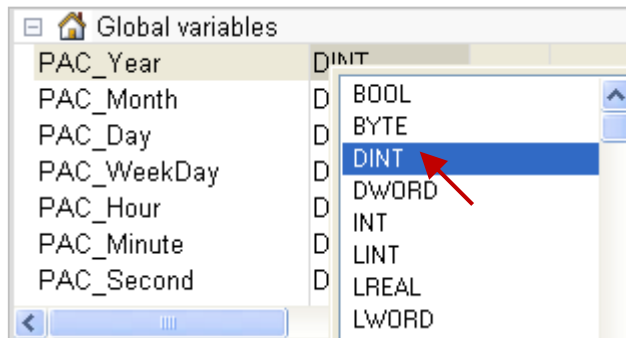 Global variables
PAC_Year DINT
PAC_Month D
PAC_Day D
PAC_WeekDay D
PAC_Hour D
PAC_Minute D
PAC_Second D
BOOL
BYTE
DINT
DWORD
INT
LINT
LREAL
LWORD